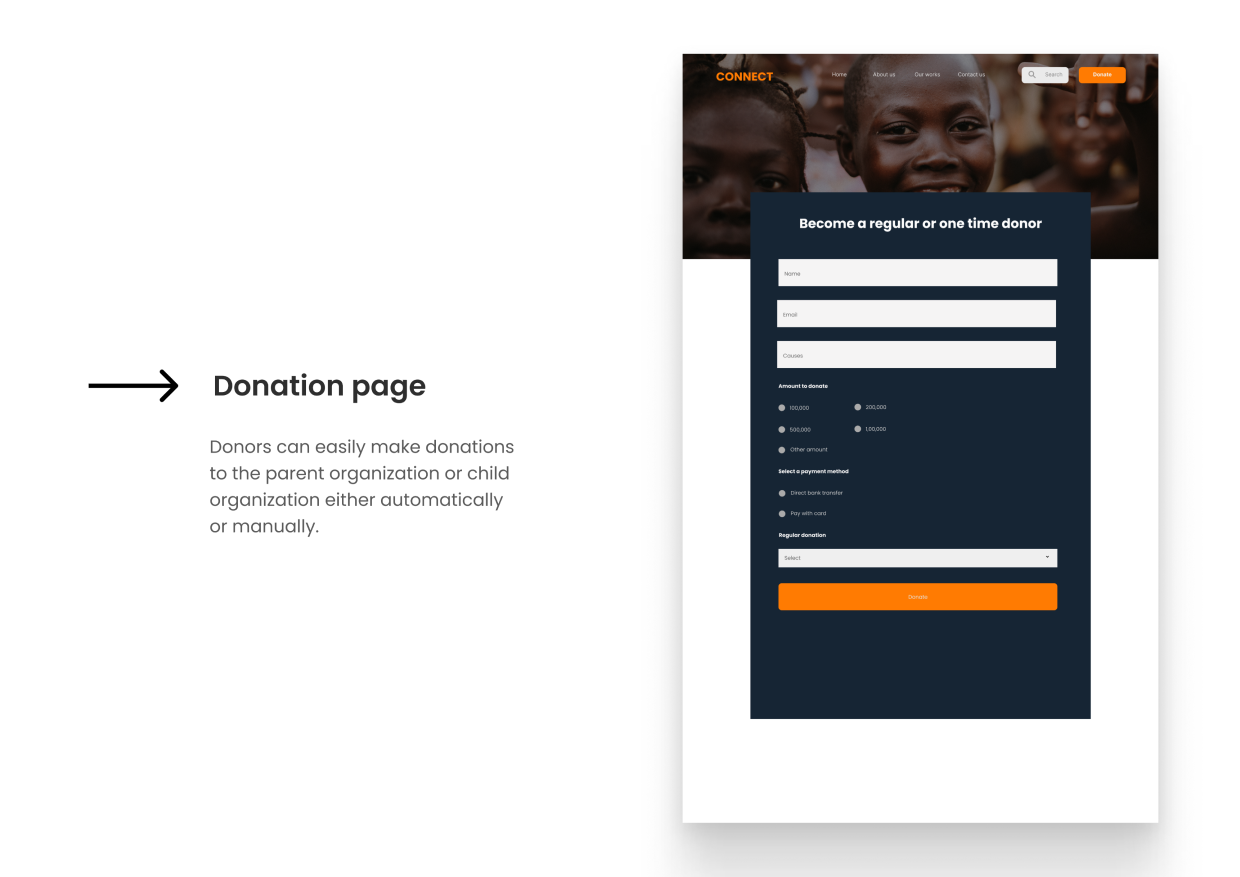 CONNECT
Home About us Our works Contact us Search Donate
Become a regular or one time donor
Name
Email
Causes
Donation page
Amount to donate
100,000 200,000
500,000 1,00,000
Other amount
Donors can easily make donations
to the parent organization or child
organization either automatically
or manually.
Select a payment method
Direct bank transfer
Pay with card
Regular donation
Select
Donate